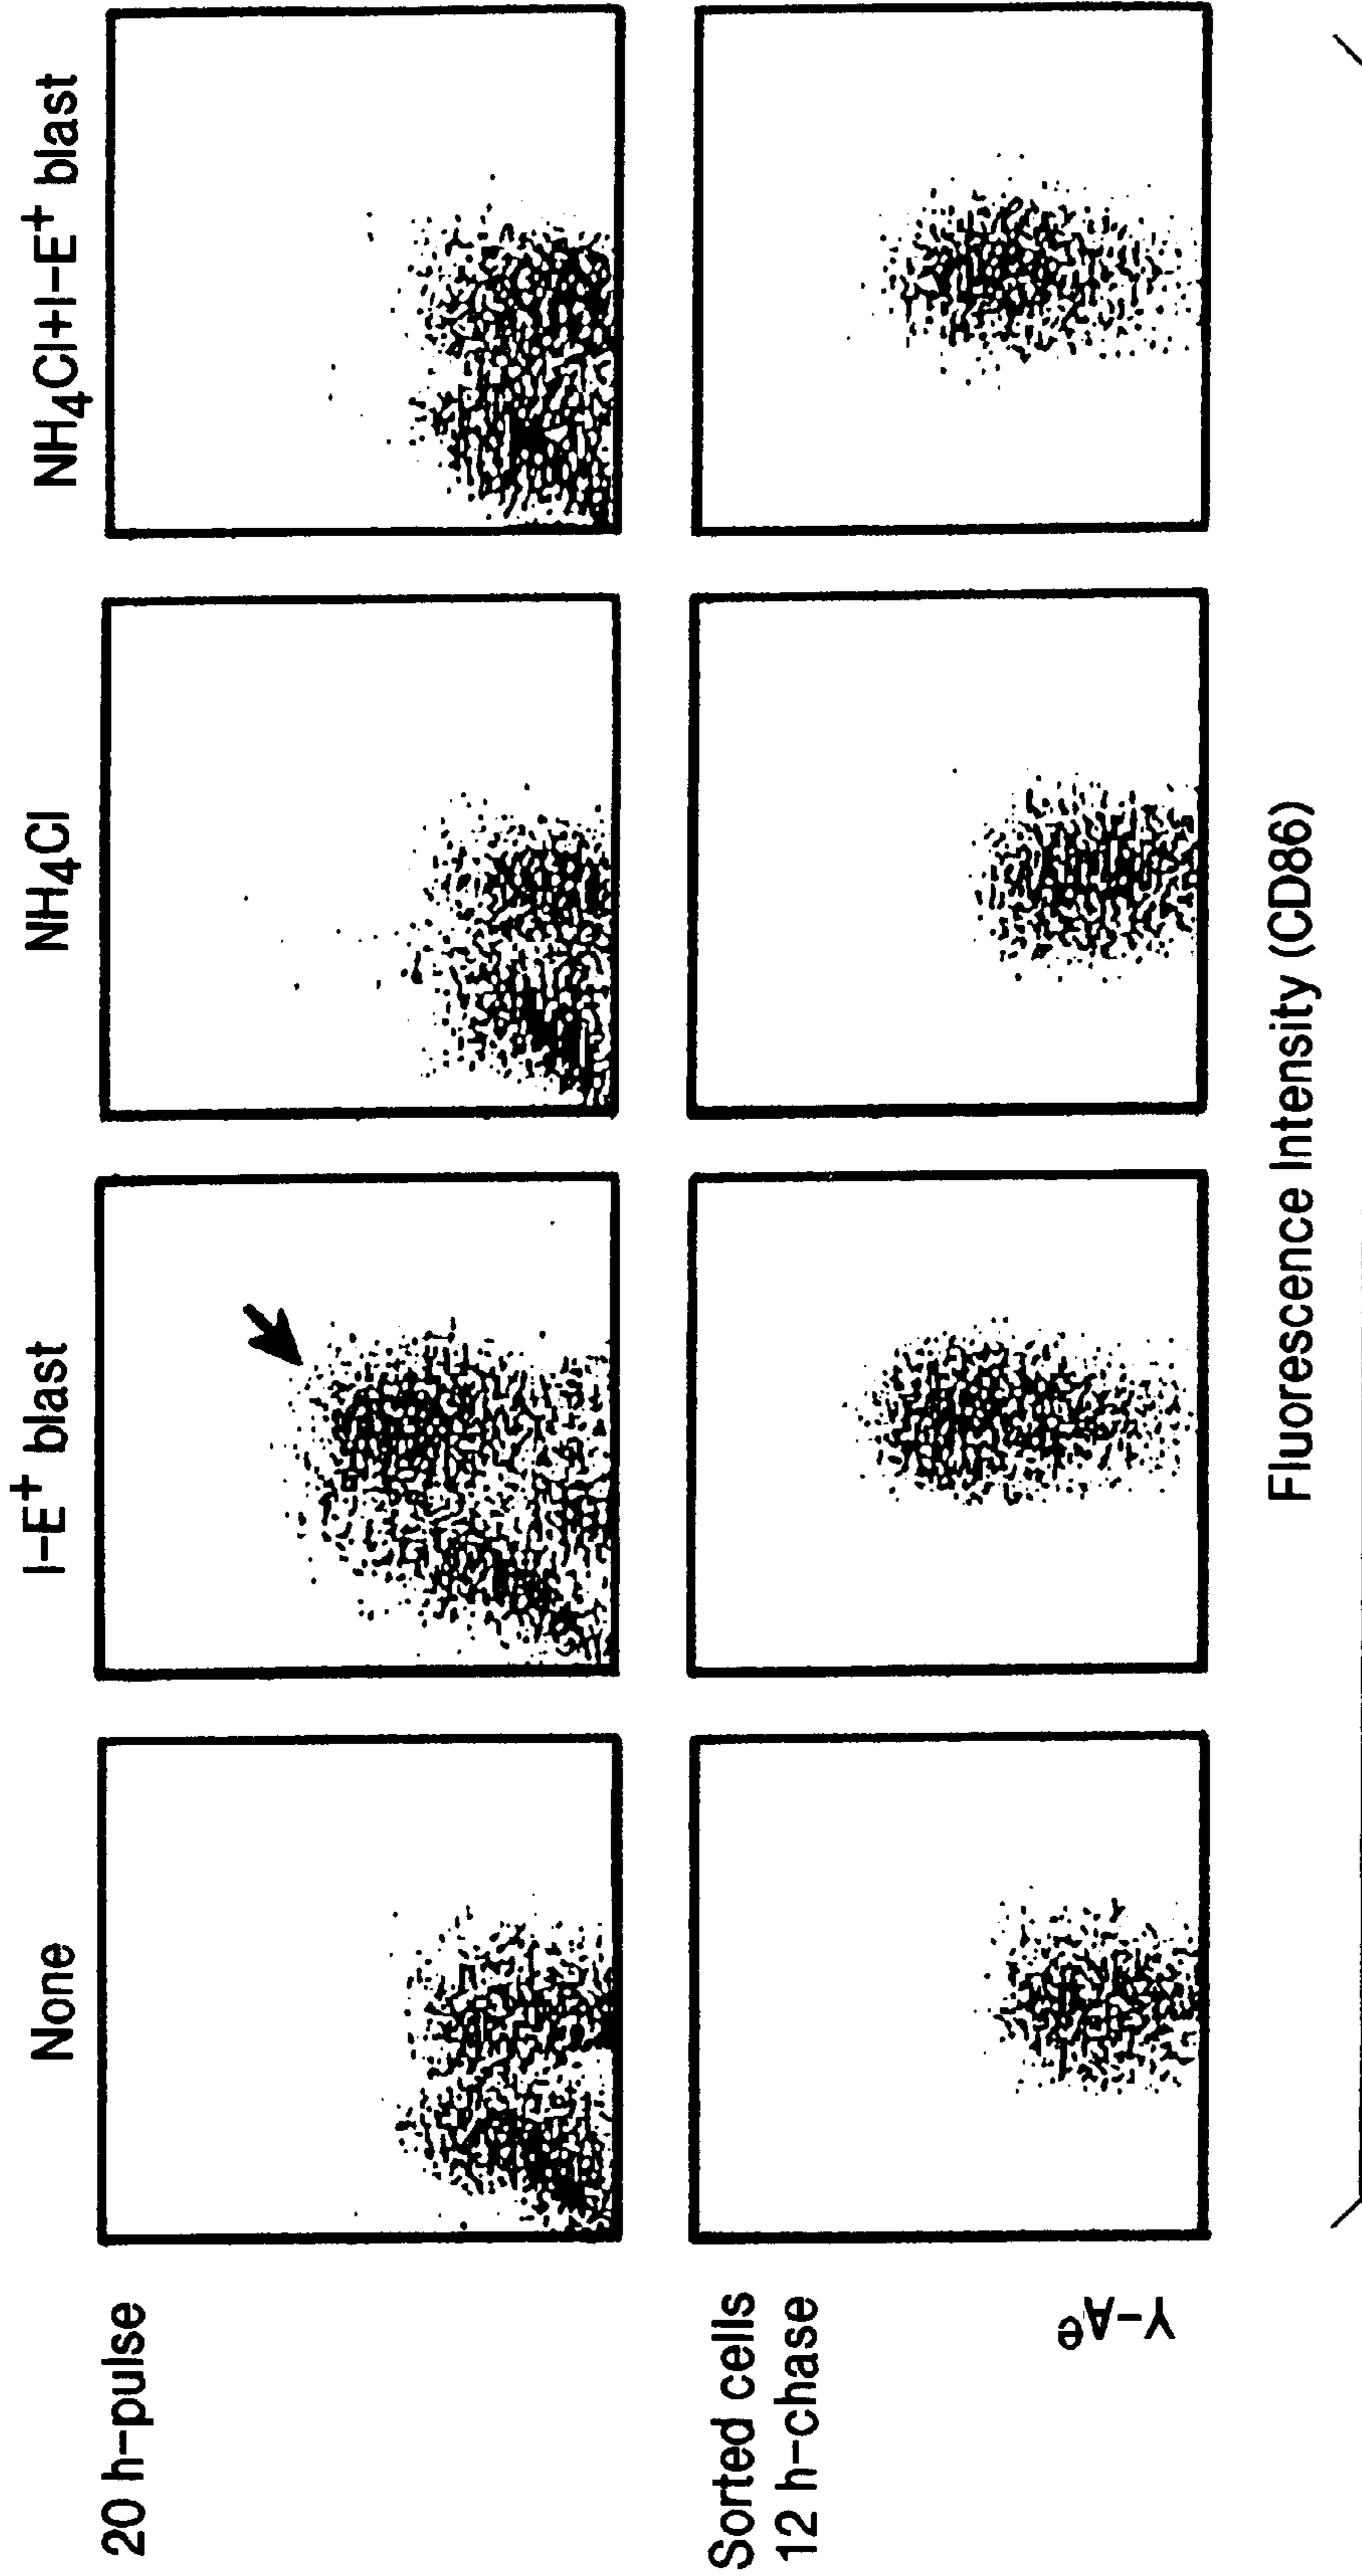 None
I-E+ blast
NH4Cl
NH4Cl+I-E+ blast
20 h-pulse
Sorted cells
12 h-chase
Y-Ae
Fluorescence Intensity (CD86)